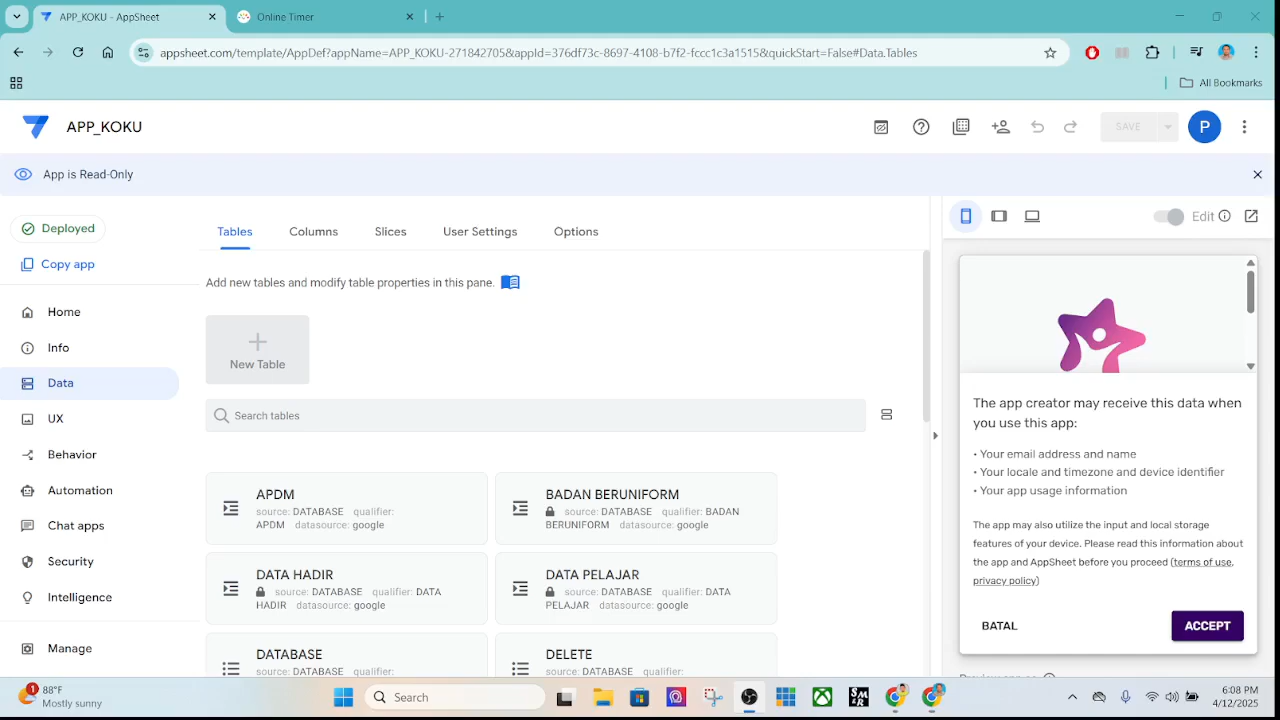 APP_KOKU - AppSheet
Online Timer
appsheet.com/template/AppDef?appName=APP_KOKU-271842705&appId=376df73c-8697-4108-b7f2-fccc1c3a1515&quickStart=False#Data.Tables
All Bookmarks
APP_KOKU
SAVE
P
App is Read-Only
Deployed
Copy app
Home
Info
Data
UX
Behavior
Automation
Chat apps
Security
Intelligence
Manage
Tables Columns Slices User Settings Options
Add new tables and modify table properties in this pane.
New Table
Search tables
APDM
source: DATABASE qualifier:
APDM datasource: google
BADAN BERUNIFORM
source: DATABASE qualifier: BADAN
BERUNIFORM datasource: google
DATA HADIR
source: DATABASE qualifier: DATA
HADIR datasource: google
DATA PELAJAR
source: DATABASE qualifier: DATA
PELAJAR datasource: google
DATABASE
source: DATABASE qualifier:
DELETE
source: DATABASE qualifier:
Edit
The app creator may receive this data when
you use this app:
• Your email address and name
• Your locale and timezone and device identifier
• Your app usage information
The app may also utilize the input and local storage
features of your device. Please read this information about
the app and AppSheet before you proceed (terms of use,
privacy policy)
BATAL
ACCEPT
1
88°F
Mostly sunny
Search
6:08 PM
4/12/2025